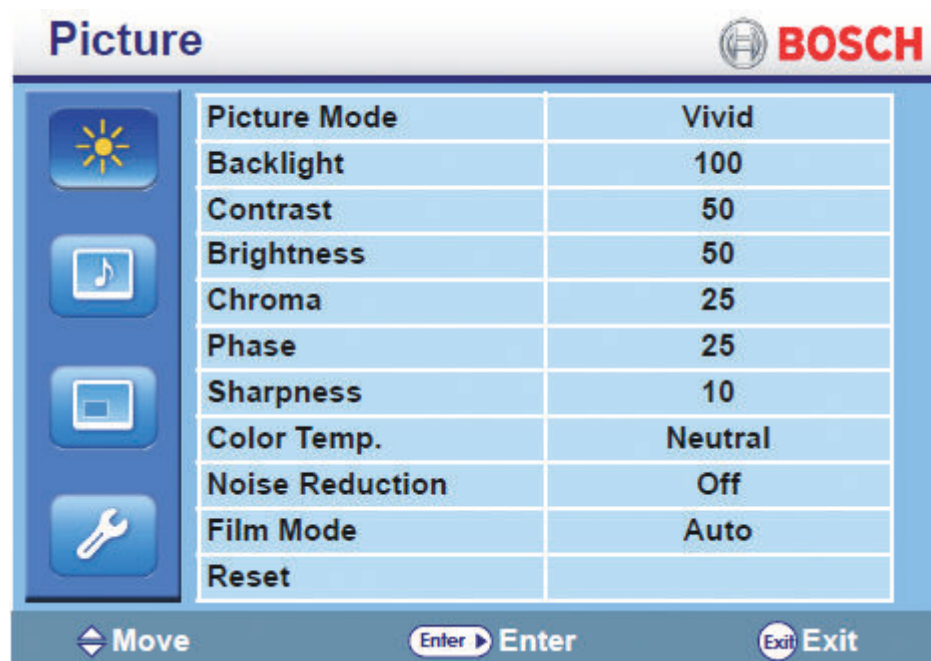 Picture
BOSCH
Picture Mode Vivid
Backlight 100
Contrast 50
Brightness 50
Chroma 25
Phase 25
Sharpness 10
Color Temp. Neutral
Noise Reduction Off
Film Mode Auto
Reset
Move Enter Enter Exit Exit